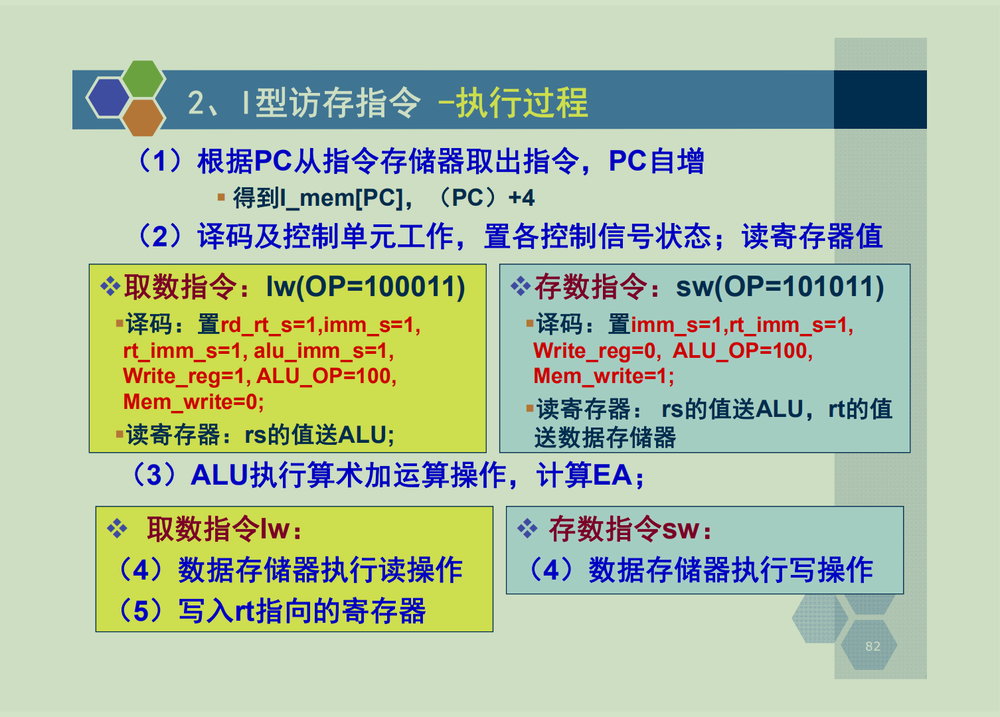 2、I型访存指令 -执行过程
（1）根据PC从指令存储器取出指令，PC自增
得到I_mem[PC]，（PC）+4
（2）译码及控制单元工作，置各控制信号状态；读寄存器值
取数指令：lw(OP=100011)
译码：置rd_rt_s=1,imm_s=1,
rt_imm_s=1, alu_imm_s=1,
Write_reg=1, ALU_OP=100,
Mem_write=0;
读寄存器：rs的值送ALU;
存数指令：sw(OP=101011)
译码：置imm_s=1,rt_imm_s=1,
Write_reg=0, ALU_OP=100,
Mem_write=1;
读寄存器： rs的值送ALU，rt的值
送数据存储器
（3）ALU执行算术加运算操作，计算EA；
取数指令lw：
（4）数据存储器执行读操作
（5）写入rt指向的寄存器
存数指令sw：
（4）数据存储器执行写操作
82